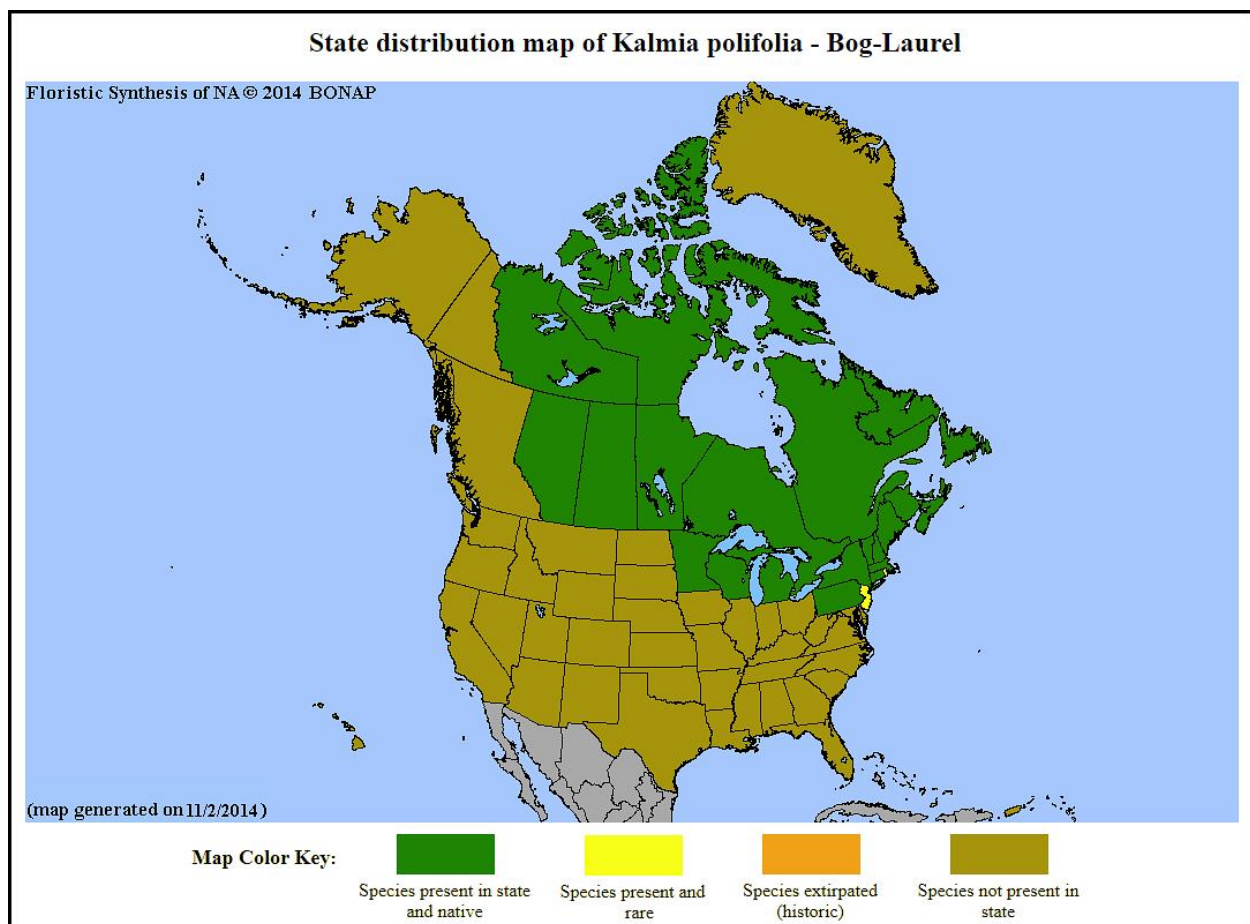 State distribution map of Kalmia polifolia - Bog-Laurel
Floristic Synthesis of NA © 2014 BONAP
(map generated on 11/2/2014)
Map Color Key:
Species present in state
and native
Species present and
rare
Species extirpated
(historic)
Species not present in
state